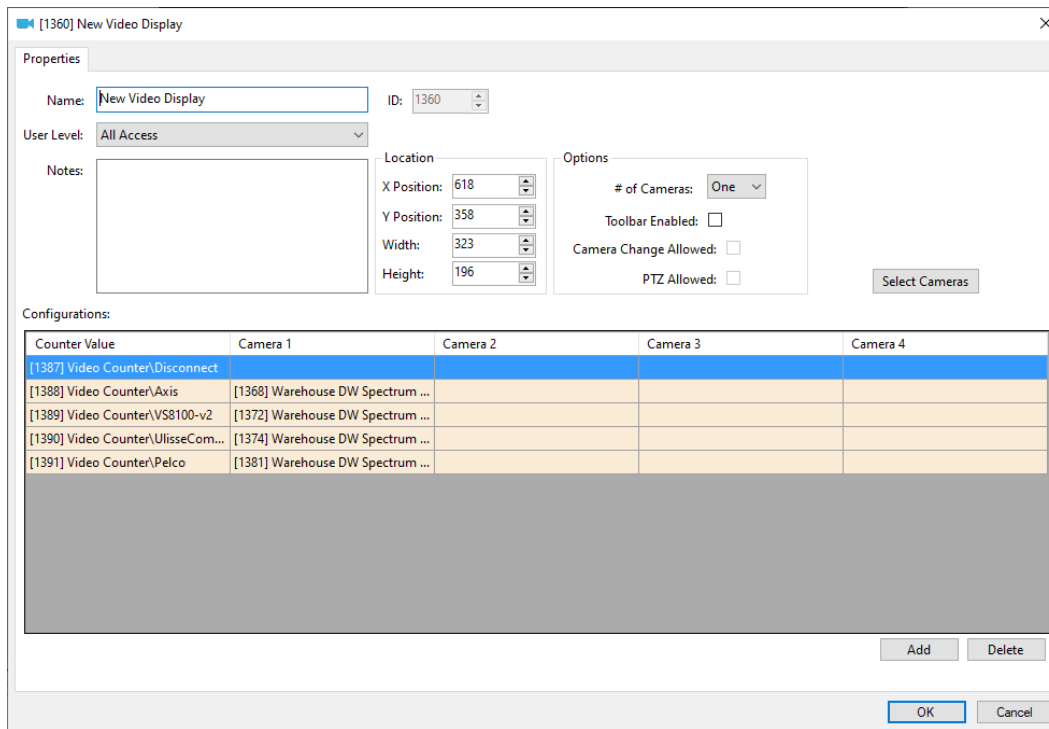 [1360] New Video Display
Properties
Name: New Video Display ID: 1360
User Level: All Access
Notes:
Location
X Position: 618
Y Position: 358
Width: 323
Height: 196
Options
# of Cameras: One
Toolbar Enabled:
Camera Change Allowed:
PTZ Allowed:
Select Cameras
Configurations:
Counter Value Camera 1 Camera 2 Camera 3 Camera 4
[1387] Video Counter\Disconnect
[1388] Video Counter\Axis [1368] Warehouse DW Spectrum ...
[1389] Video Counter\VS8100-v2 [1372] Warehouse DW Spectrum ...
[1390] Video Counter\UlisseCom... [1374] Warehouse DW Spectrum ...
[1391] Video Counter\Pelco [1381] Warehouse DW Spectrum ...
Add Delete
OK Cancel